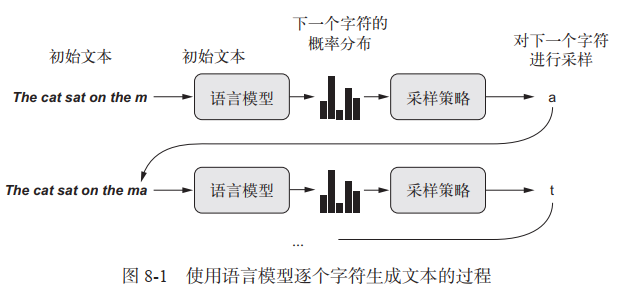 下一个字符的
概率分布
对下一个字符
进行采样
初始文本
初始文本
The cat sat on the m
语言模型
采样策略
a
The cat sat on the ma
语言模型
采样策略
t
...
图 8-1 使用语言模型逐个字符生成文本的过程